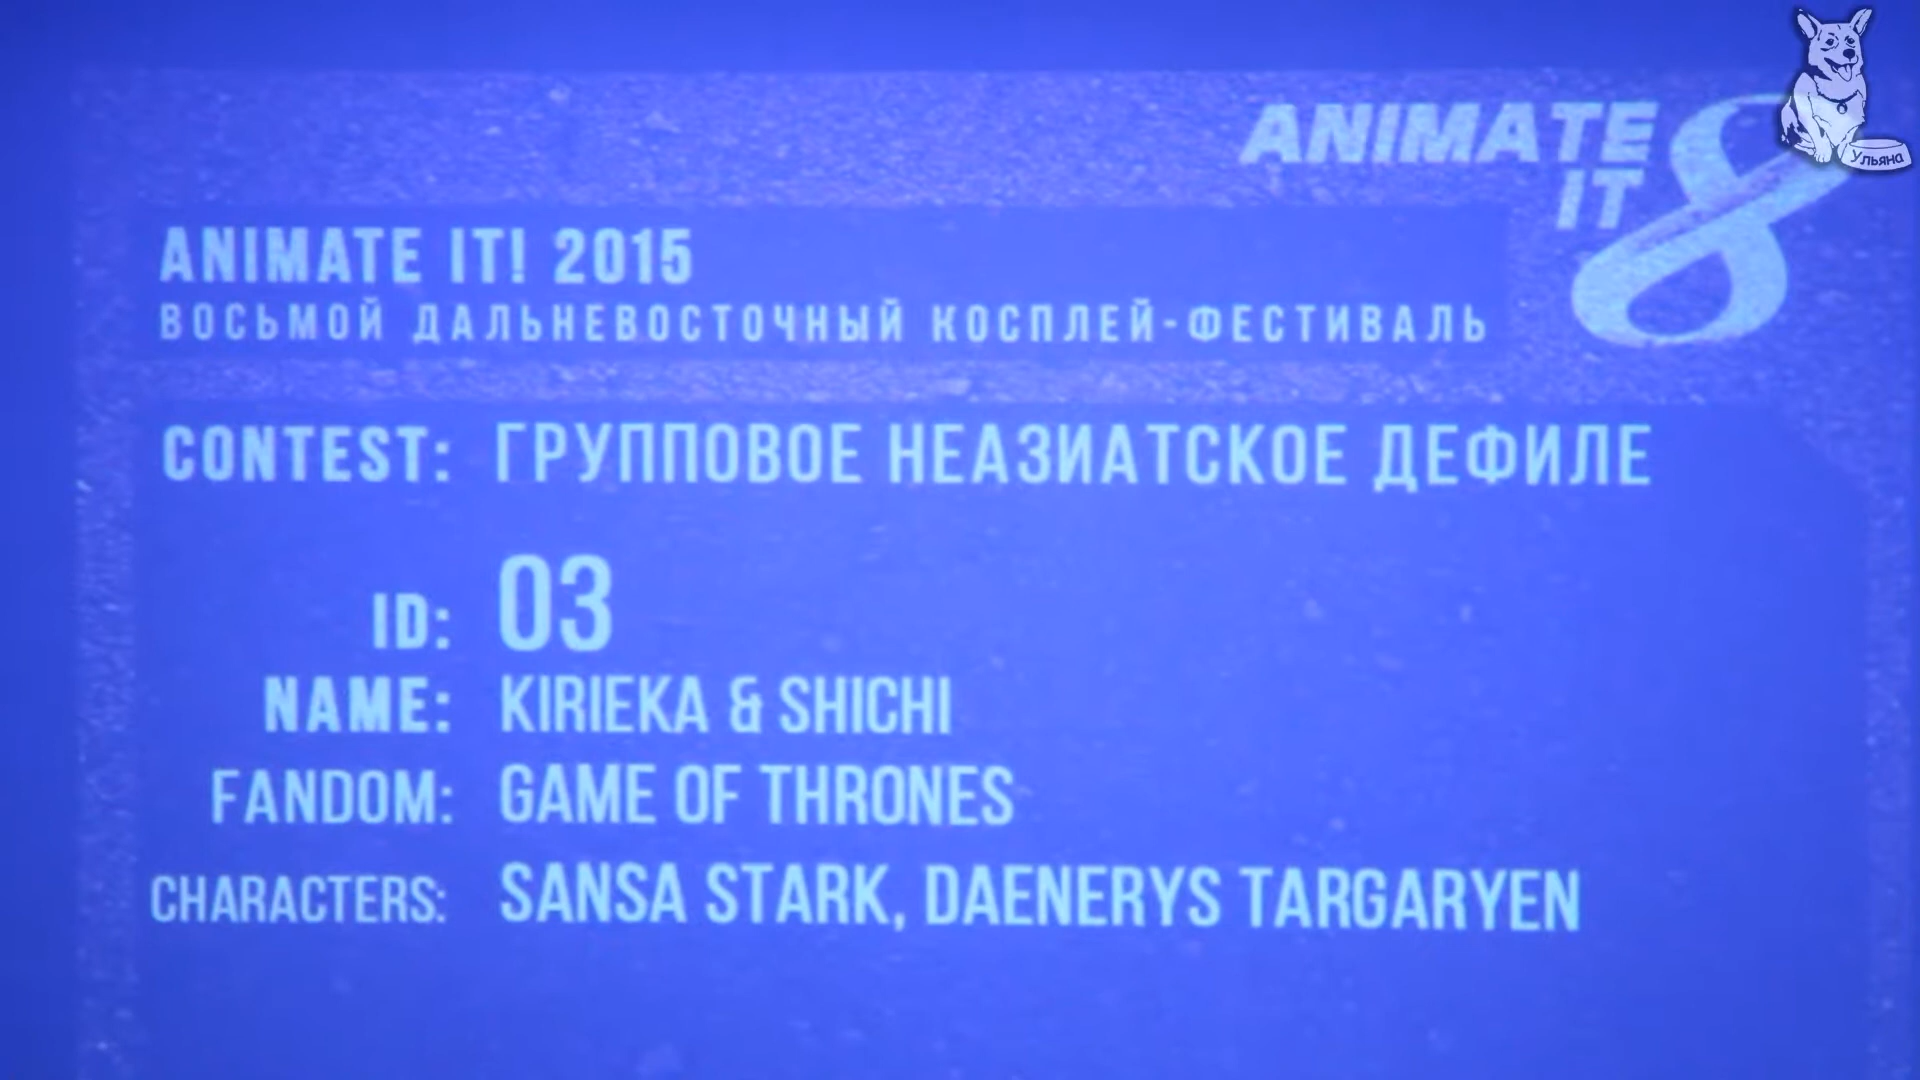 ANIMATE IT 8
Ульяна
ANIMATE IT! 2015
ВОСЬМОЙ ДАЛЬНЕВОСТОЧНЫЙ КОСПЛЕЙ-ФЕСТИВАЛЬ
CONTEST: ГРУППОВОЕ НЕАЗИАТСКОЕ ДЕФИЛЕ
ID: 03
NAME: KIRIEKA & SHICHI
FANDOM: GAME OF THRONES
CHARACTERS: SANSA STARK, DAENERYS TARGARYEN